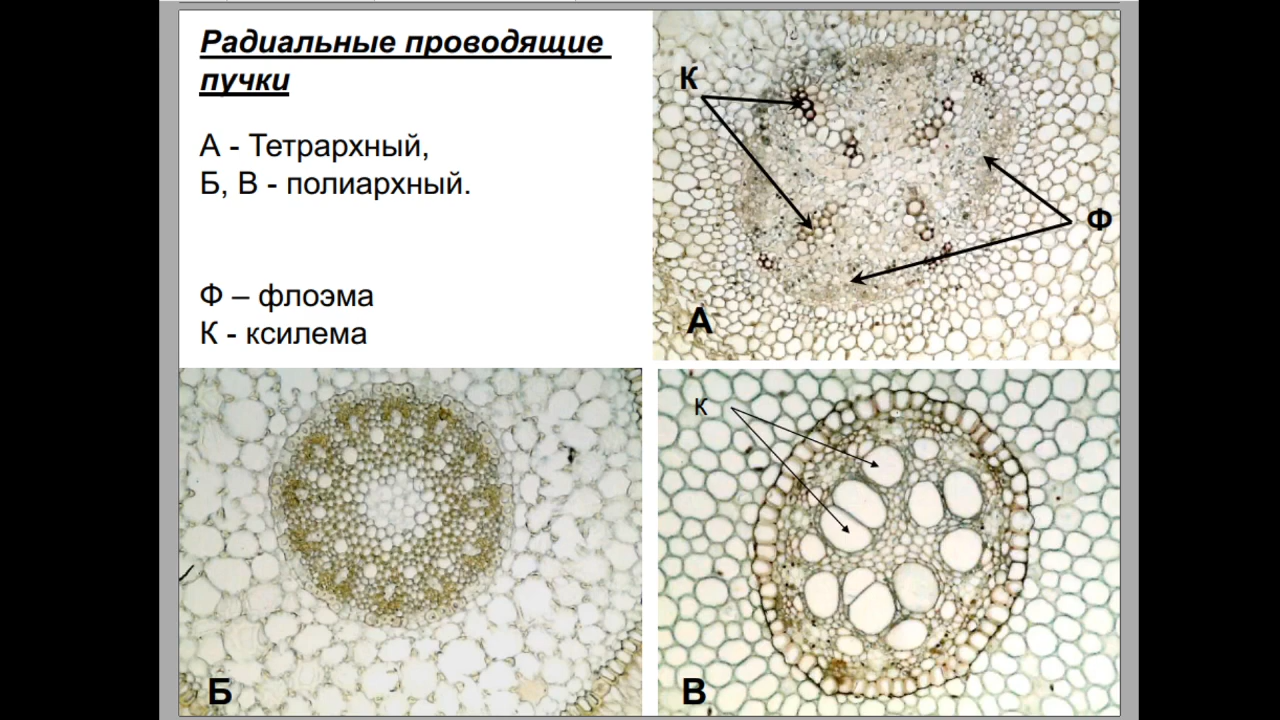 Радиальные проводящие
пучки
А - Тетрархный,
Б, В - полиархный.
Ф – флоэма
К - ксилема
К
Ф
А
Б
К
В